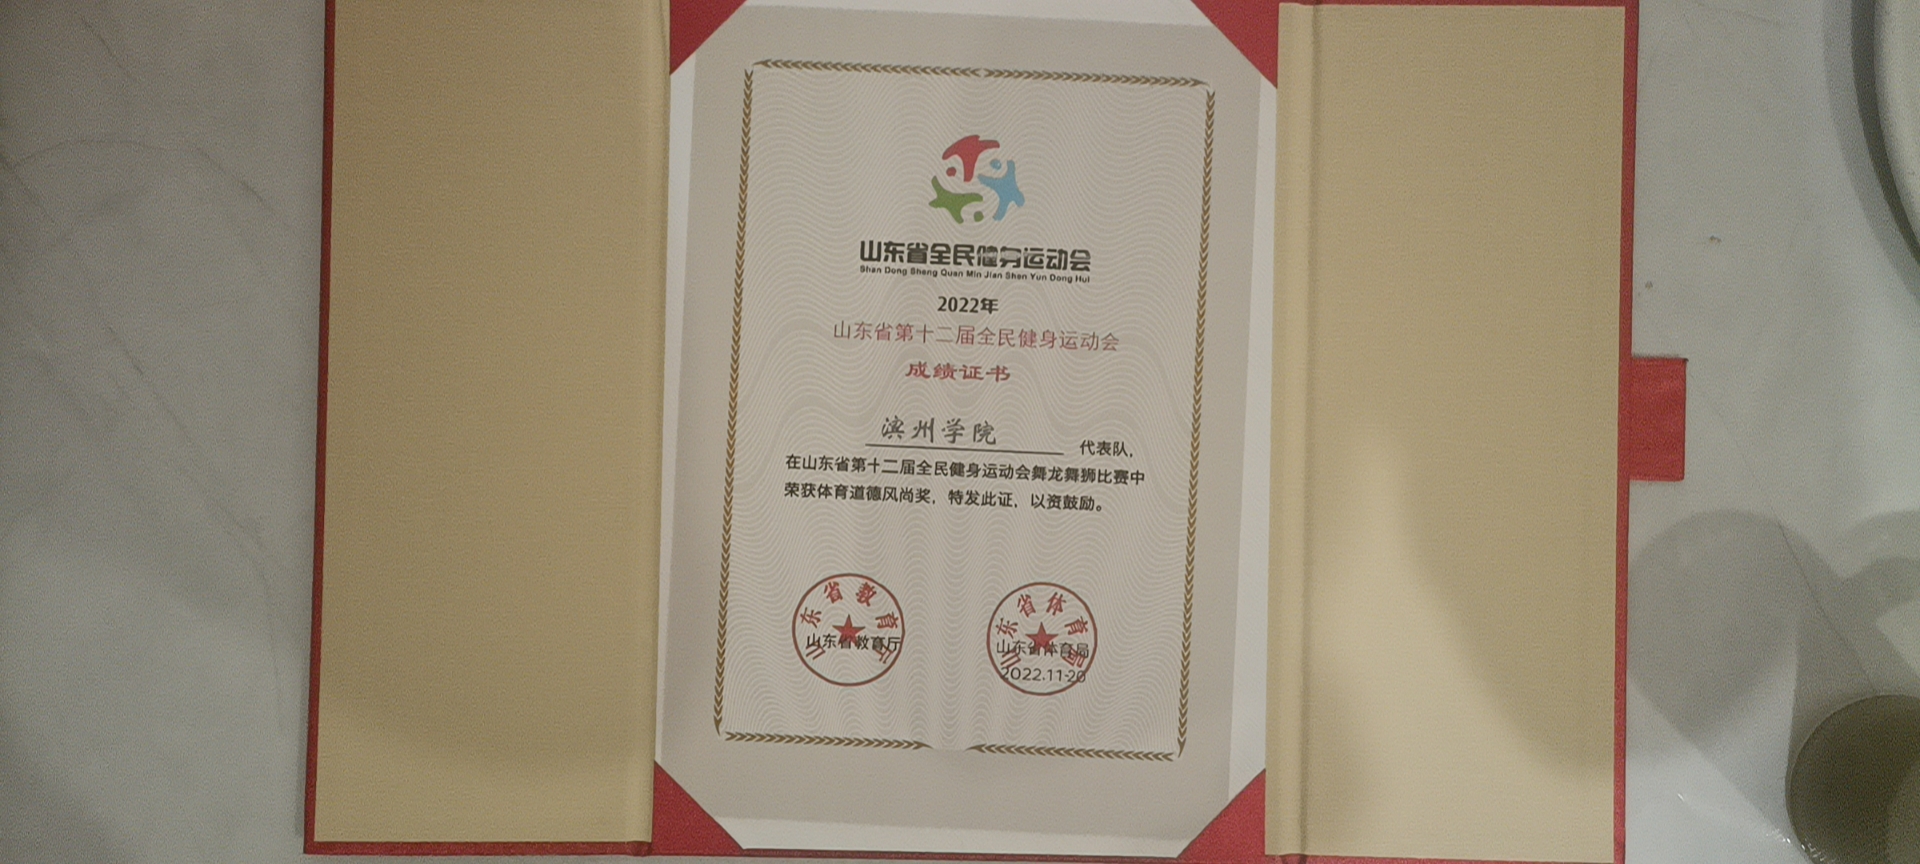 山东省全民健身运动会
Shan Dong Sheng Quan Min Jian Shen Yun Dong Hui
2022年
山东省第十二届全民健身运动会
成绩证书
滨州学院 代表队，
在山东省第十二届全民健身运动会舞龙舞狮比赛中
荣获体育道德风尚奖，特发此证，以资鼓励。
山东省教育厅
山东省教育厅
山东省体育局
山东省体育局
2022.11.20